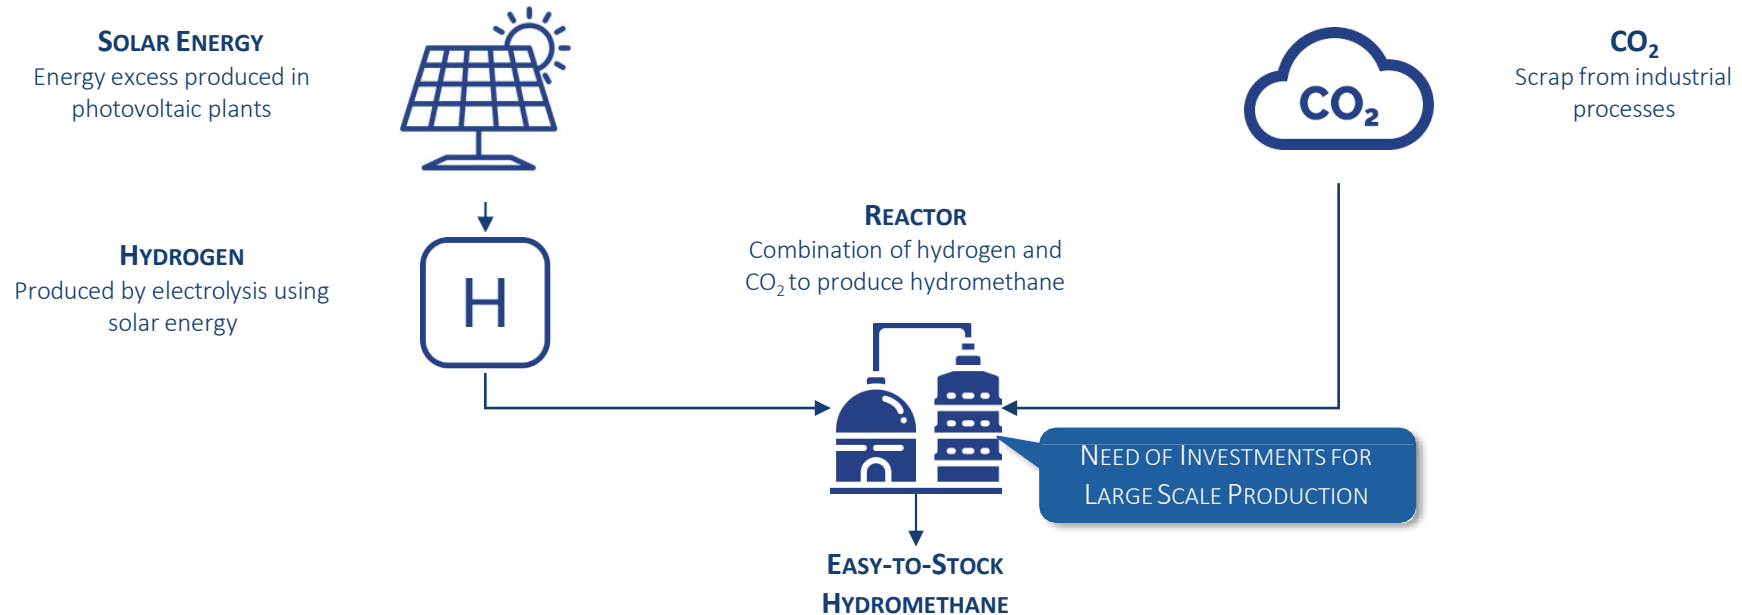 SOLAR ENERGY
Energy excess produced in
photovoltaic plants
CO₂
CO₂
Scrap from industrial
processes
HYDROGEN
Produced by electrolysis using
solar energy
H
REACTOR
Combination of hydrogen and
CO₂ to produce hydromethane
NEED OF INVESTMENTS FOR
LARGE SCALE PRODUCTION
EASY-TO-STOCK
HYDROMETHANE